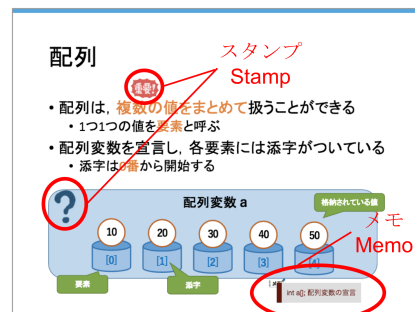 配列
スタンプ
Stamp
重要!
• 配列は，複数の値をまとめて扱うことができる
• 1つ1つの値を要素と呼ぶ
• 配列変数を宣言し，各要素には添字がついている
• 添字は0番から開始する
?
配列変数 a
格納されている値
10 20 30 40 50
[0] [1] [2] [3] [4]
要素
添字
メモ
Memo
int a[]; 配列変数の宣言